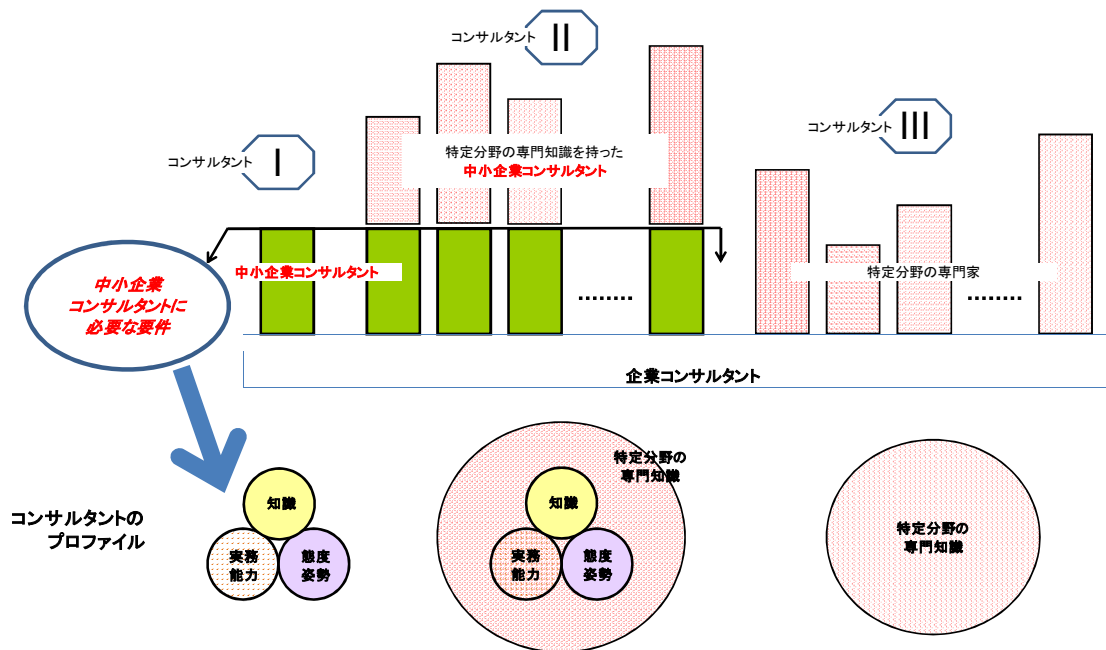 コンサルタント
II
コンサルタント
III
コンサルタント
I
特定分野の専門知識を持った
中小企業コンサルタント
中小企業コンサルタント
........
特定分野の専門家
........
中小企業
コンサルタントに
必要な要件
企業コンサルタント
コンサルタントの
プロファイル
知識
実務
能力
態度
姿勢
特定分野の
専門知識
知識
実務
能力
態度
姿勢
特定分野の
専門知識